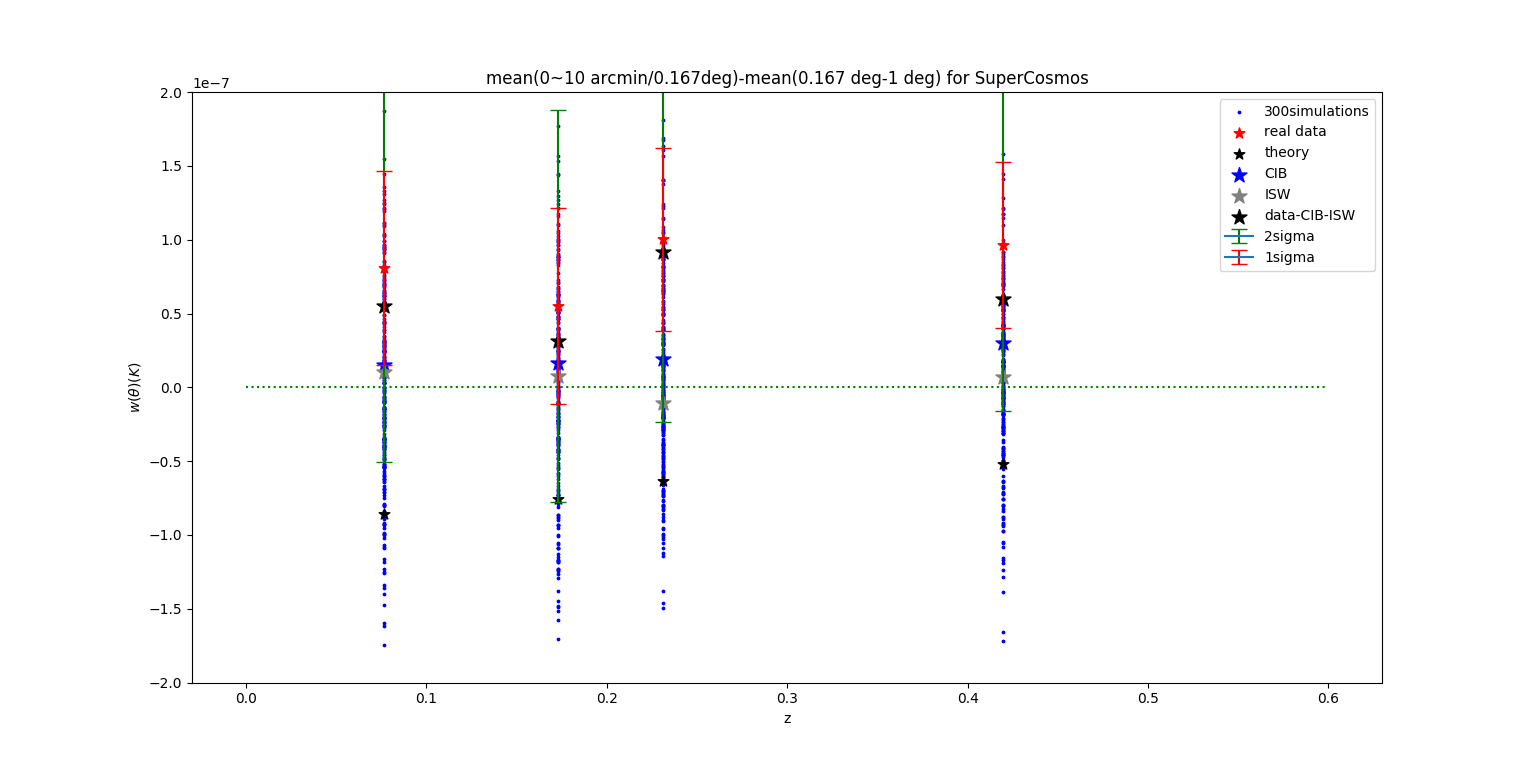 mean(0~10 arcmin/0.167deg)-mean(0.167 deg-1 deg) for SuperCosmos
1e−7
2.0
1.5
1.0
0.5
0.0
−0.5
−1.0
−1.5
−2.0
w(θ)(K)
0.0 0.1 0.2 0.3 0.4 0.5 0.6
z
300simulations
real data
theory
CIB
ISW
data-CIB-ISW
2sigma
1sigma